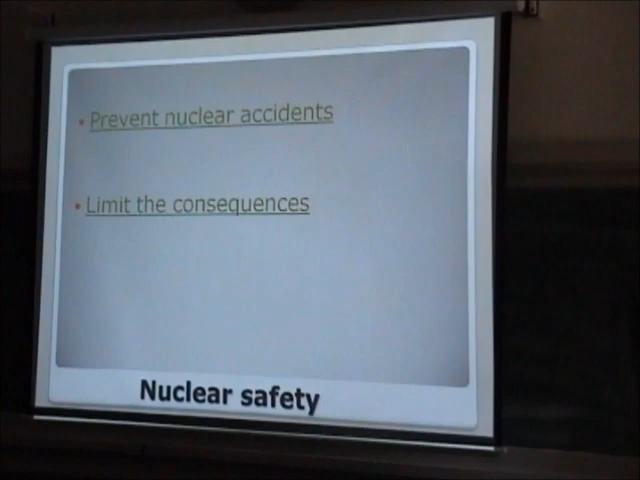 • Prevent nuclear accidents
• Limit the consequences
Nuclear safety